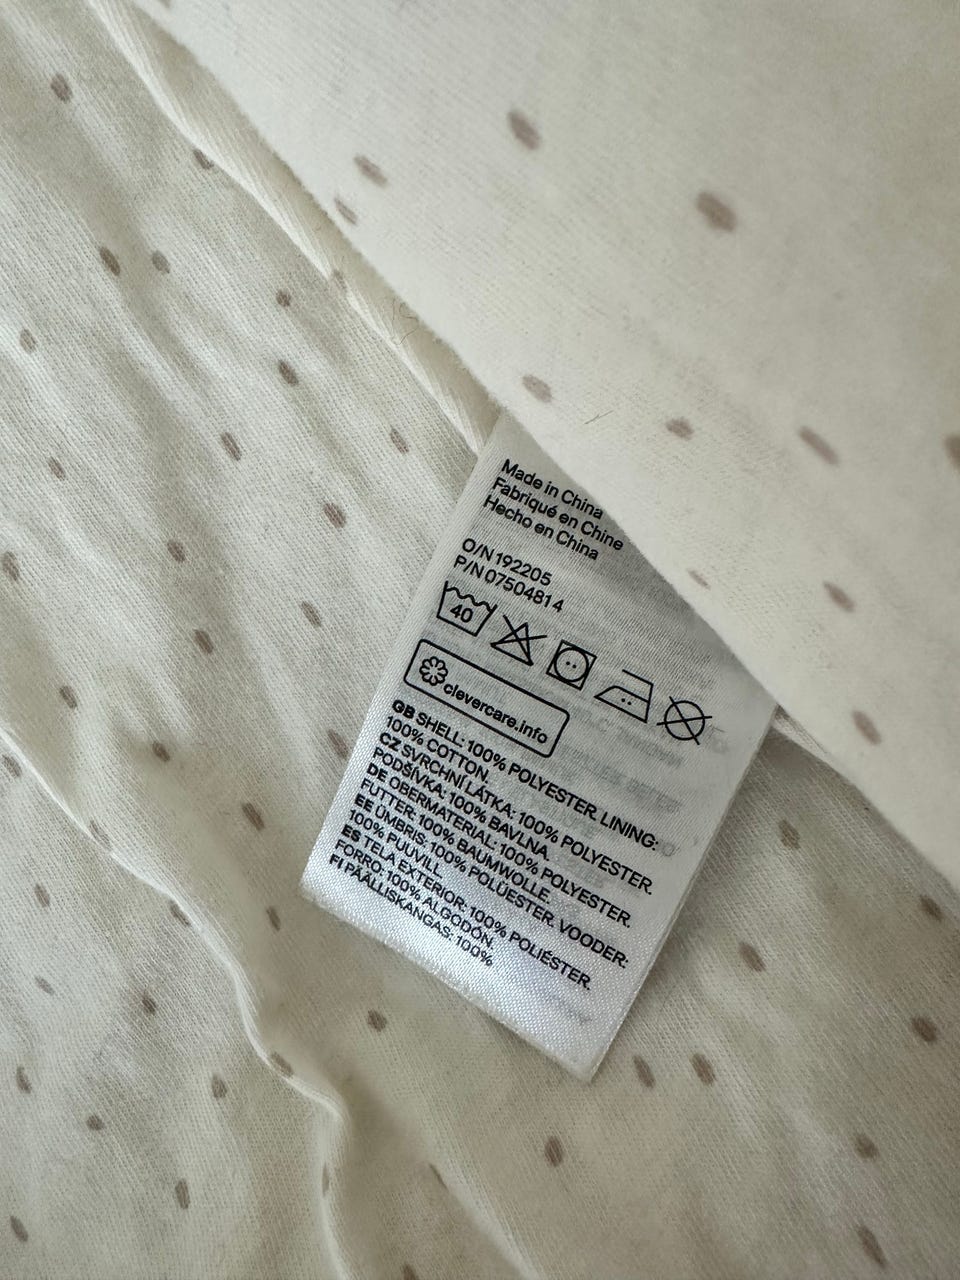 Made in China
Fabriqué en Chine
Hecho en China
O/N 192205
P/N 07504814
40
clevercare.info
GB SHELL: 100% POLYESTER. LINING:
100% COTTON.
CZ SVRCHNÍ LÁTKA: 100% POLYESTER.
PODŠÍVKA: 100% BAVLNA.
DE OBERMATERIAL: 100% POLYESTER.
FUTTER: 100% BAUMWOLLE.
EE ÜMBRIS: 100% POLÜESTER. VOODER:
100% PUUVILL.
ES TELA EXTERIOR: 100% POLIÉSTER.
FORRO: 100% ALGODÓN.
FI PÄÄLLISKANGAS: 100%